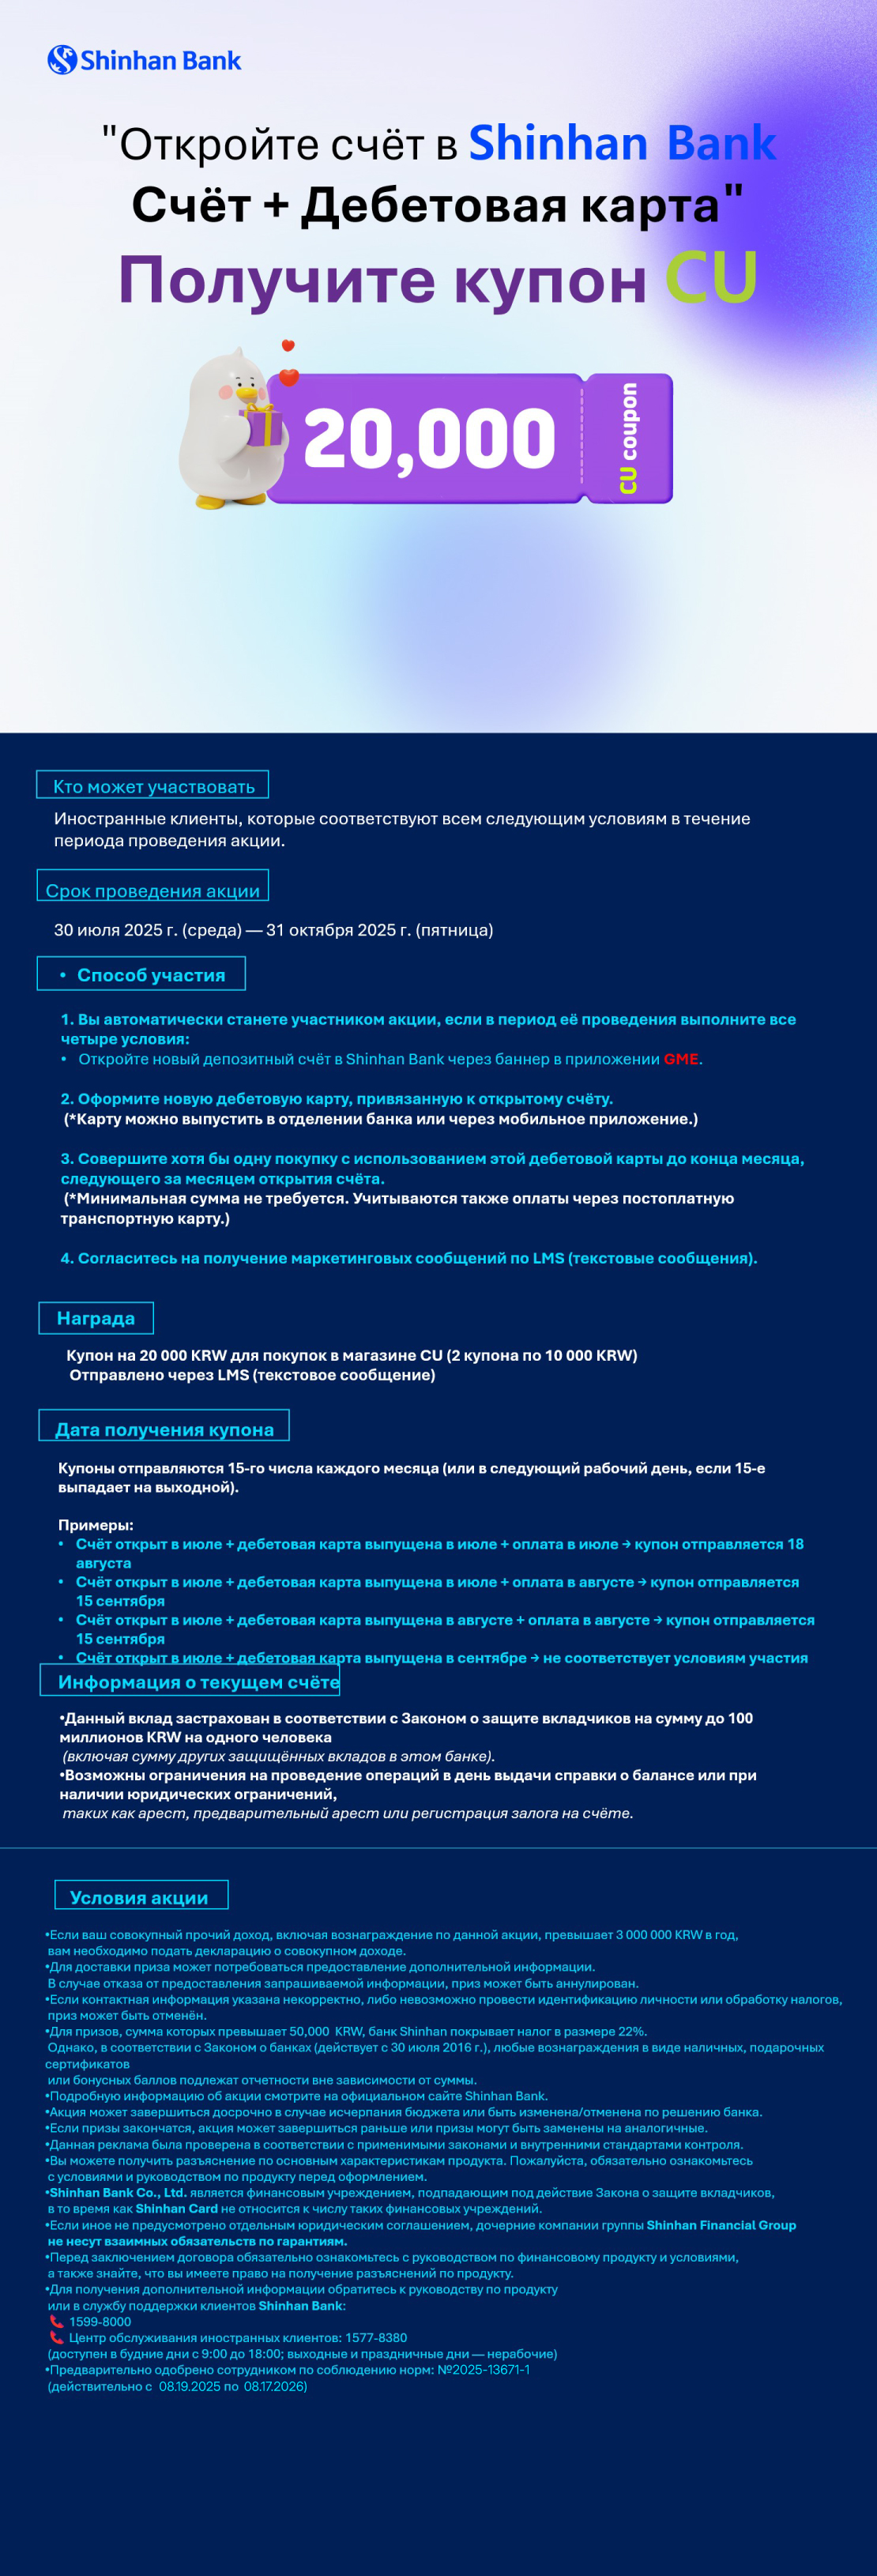 Shinhan Bank
"Откройте счёт в Shinhan Bank
Счёт + Дебетовая карта"
Получите купон CU
20,000
CU coupon
Кто может участвовать
Иностранные клиенты, которые соответствуют всем следующим условиям в течение
периода проведения акции.
Срок проведения акции
30 июля 2025 г. (среда) — 31 октября 2025 г. (пятница)
• Способ участия
1. Вы автоматически станете участником акции, если в период её проведения выполните все
четыре условия:
• Откройте новый депозитный счёт в Shinhan Bank через баннер в приложении GME.
2. Оформите новую дебетовую карту, привязанную к открытому счёту.
(*Карту можно выпустить в отделении банка или через мобильное приложение.)
3. Совершите хотя бы одну покупку с использованием этой дебетовой карты до конца месяца,
следующего за месяцем открытия счёта.
(*Минимальная сумма не требуется. Учитываются также оплаты через постоплатную
транспортную карту.)
4. Согласитесь на получение маркетинговых сообщений по LMS (текстовые сообщения).
Награда
Купон на 20 000 KRW для покупок в магазине CU (2 купона по 10 000 KRW)
Отправлено через LMS (текстовое сообщение)
Дата получения купона
Купоны отправляются 15-го числа каждого месяца (или в следующий рабочий день, если 15-е
выпадает на выходной).
Примеры:
• Счёт открыт в июле + дебетовая карта выпущена в июле + оплата в июле → купон отправляется 18
августа
• Счёт открыт в июле + дебетовая карта выпущена в июле + оплата в августе → купон отправляется
15 сентября
• Счёт открыт в июле + дебетовая карта выпущена в августе + оплата в августе → купон отправляется
15 сентября
• Счёт открыт в июле + дебетовая карта выпущена в сентябре → не соответствует условиям участия
Информация о текущем счёте
•Данный вклад застрахован в соответствии с Законом о защите вкладчиков на сумму до 100
миллионов KRW на одного человека
(включая сумму других защищённых вкладов в этом банке).
•Возможны ограничения на проведение операций в день выдачи справки о балансе или при
наличии юридических ограничений,
таких как арест, предварительный арест или регистрация залога на счёте.
Условия акции
•Если ваш совокупный прочий доход, включая вознаграждение по данной акции, превышает 3 000 000 KRW в год,
вам необходимо подать декларацию о совокупном доходе.
•Для доставки приза может потребоваться предоставление дополнительной информации.
В случае отказа от предоставления запрашиваемой информации, приз может быть аннулирован.
•Если контактная информация указана некорректно, либо невозможно провести идентификацию личности или обработку налогов,
приз может быть отменён.
•Для призов, сумма которых превышает 50,000 KRW, банк Shinhan покрывает налог в размере 22%.
Однако, в соответствии с Законом о банках (действует с 30 июля 2016 г.), любые вознаграждения в виде наличных, подарочных
сертификатов
или бонусных баллов подлежат отчетности вне зависимости от суммы.
•Подробную информацию об акции смотрите на официальном сайте Shinhan Bank.
•Акция может завершиться досрочно в случае исчерпания бюджета или быть изменена/отменена по решению банка.
•Если призы закончатся, акция может завершиться раньше или призы могут быть заменены на аналогичные.
•Данная реклама была проверена в соответствии с применимыми законами и внутренними стандартами контроля.
•Вы можете получить разъяснение по основным характеристикам продукта. Пожалуйста, обязательно ознакомьтесь
с условиями и руководством по продукту перед оформлением.
•Shinhan Bank Co., Ltd. является финансовым учреждением, подпадающим под действие Закона о защите вкладчиков,
в то время как Shinhan Card не относится к числу таких финансовых учреждений.
•Если иное не предусмотрено отдельным юридическим соглашением, дочерние компании группы Shinhan Financial Group
не несут взаимных обязательств по гарантиям.
•Перед заключением договора обязательно ознакомьтесь с руководством по финансовому продукту и условиями,
а также знайте, что вы имеете право на получение разъяснений по продукту.
•Для получения дополнительной информации обратитесь к руководству по продукту
или в службу поддержки клиентов Shinhan Bank:
📞 1599-8000
📞 Центр обслуживания иностранных клиентов: 1577-8380
(доступен в будние дни с 9:00 до 18:00; выходные и праздничные дни — нерабочие)
•Предварительно одобрено сотрудником по соблюдению норм: №2025-13671-1
(действительно с 08.19.2025 по 08.17.2026)